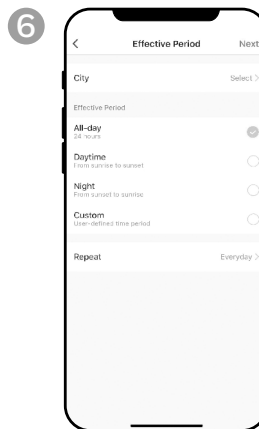 6
Effective Period
Next
City
Select
Effective Period
All-day
24 hours
Daytime
From sunrise to sunset
Night
From sunset to sunrise
Custom
User-defined time period
Repeat
Everyday